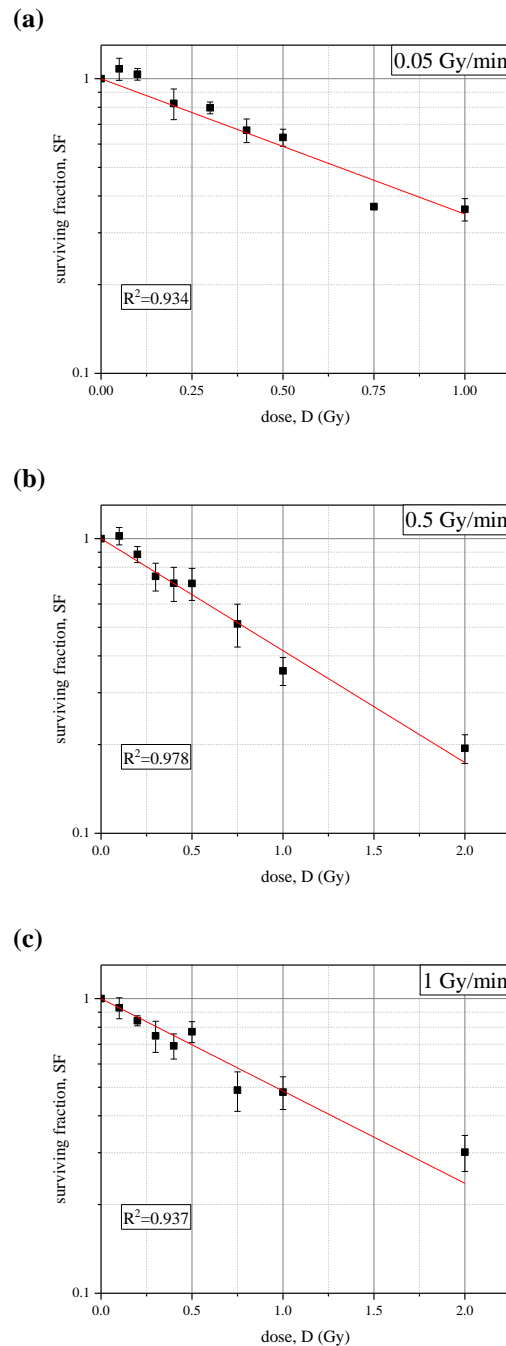 (a)
0.05 Gy/min
1
surviving fraction, SF
R²=0.934
0.1
0.00 0.25 0.50 0.75 1.00
dose, D (Gy)
(b)
0.5 Gy/min
1
surviving fraction, SF
R²=0.978
0.1
0.0 0.5 1.0 1.5 2.0
dose, D (Gy)
(c)
1 Gy/min
1
surviving fraction, SF
R²=0.937
0.1
0.0 0.5 1.0 1.5 2.0
dose, D (Gy)